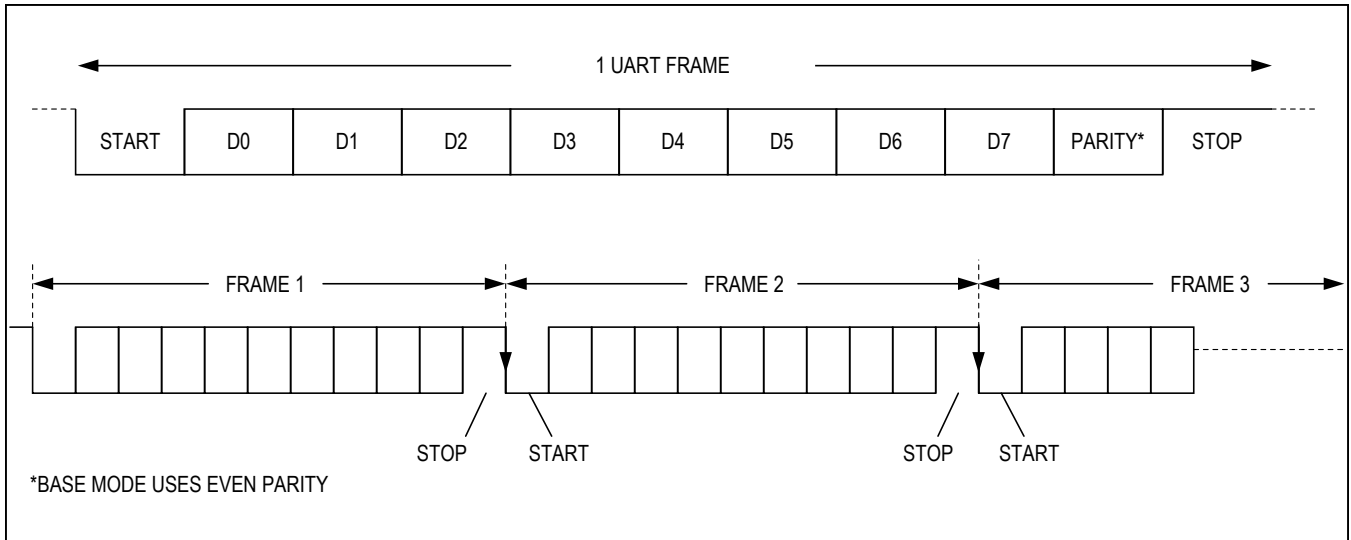 1 UART FRAME
START D0 D1 D2 D3 D4 D5 D6 D7 PARITY* STOP
FRAME 1 FRAME 2 FRAME 3
STOP START STOP START
*BASE MODE USES EVEN PARITY